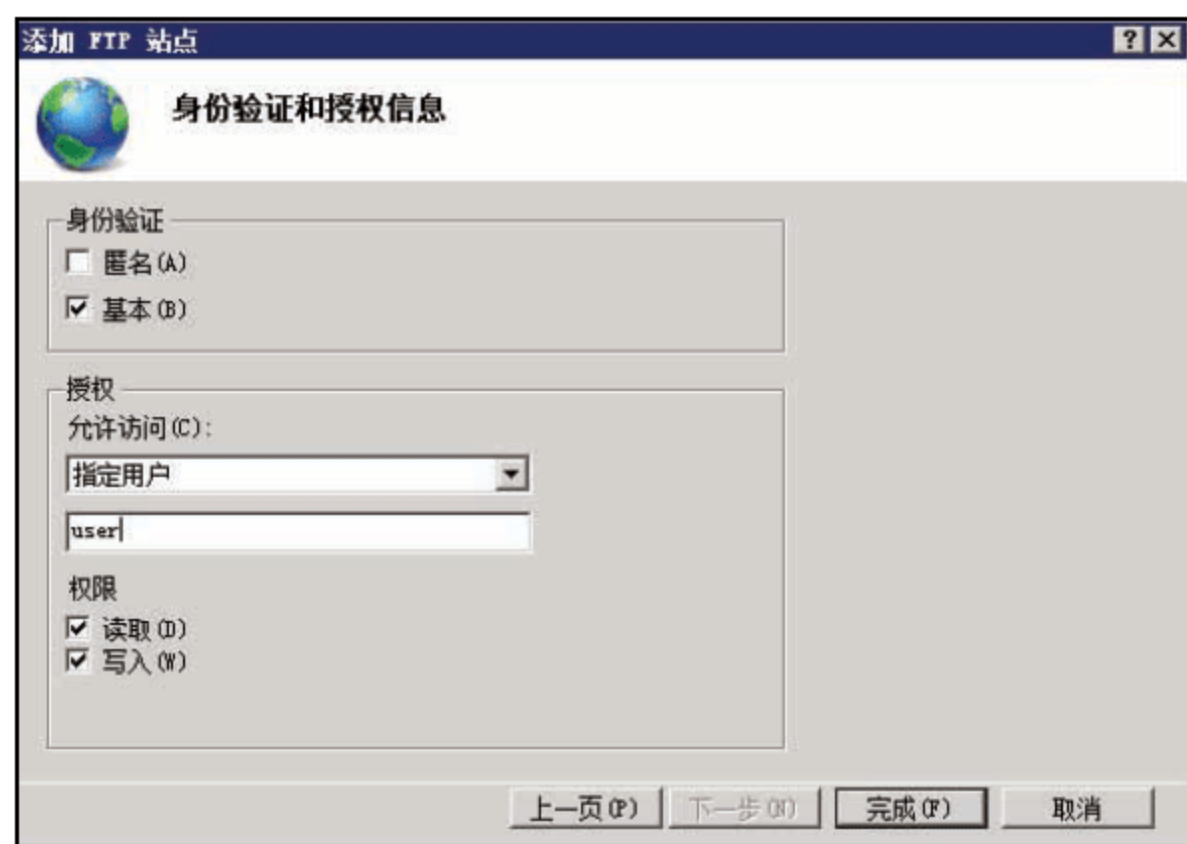 添加 FTP 站点
身份验证和授权信息
身份验证
匿名(A)
基本(B)
授权
允许访问(C):
指定用户
user
权限
读取(D)
写入(W)
上一页(P) 下一步(N) 完成(F) 取消